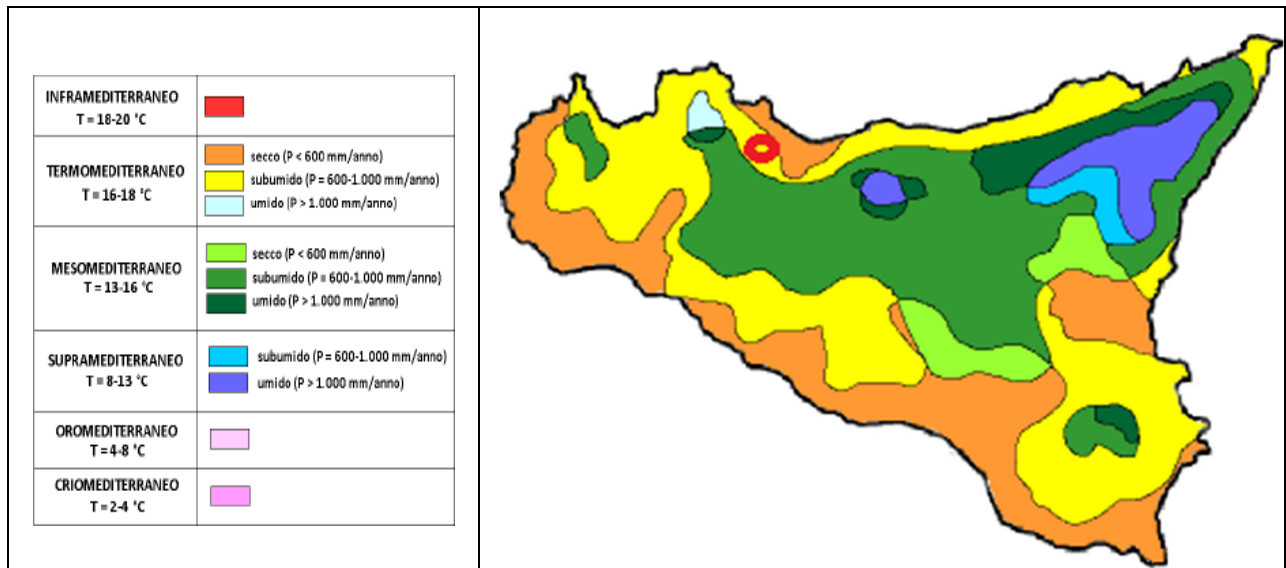 INFRAMEDITERRANEO
T = 18-20 °C
TERMOMEDITERRANEO
T = 16-18 °C
secco (P < 600 mm/anno)
subumido (P = 600-1.000 mm/anno)
umido (P > 1.000 mm/anno)
MESOMEDITERRANEO
T = 13-16 °C
secco (P < 600 mm/anno)
subumido (P = 600-1.000 mm/anno)
umido (P > 1.000 mm/anno)
SUPRAMEDITERRANEO
T = 8-13 °C
subumido (P = 600-1.000 mm/anno)
umido (P > 1.000 mm/anno)
OROMEDITERRANEO
T = 4-8 °C
CRIOMEDITERRANEO
T = 2-4 °C